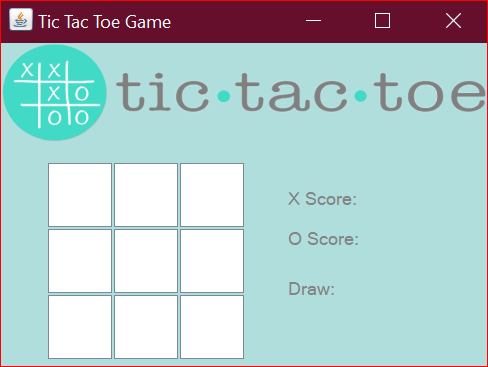 Tic Tac Toe Game
X X
X O
O O
tic·tac·toe
X Score:
O Score:
Draw: